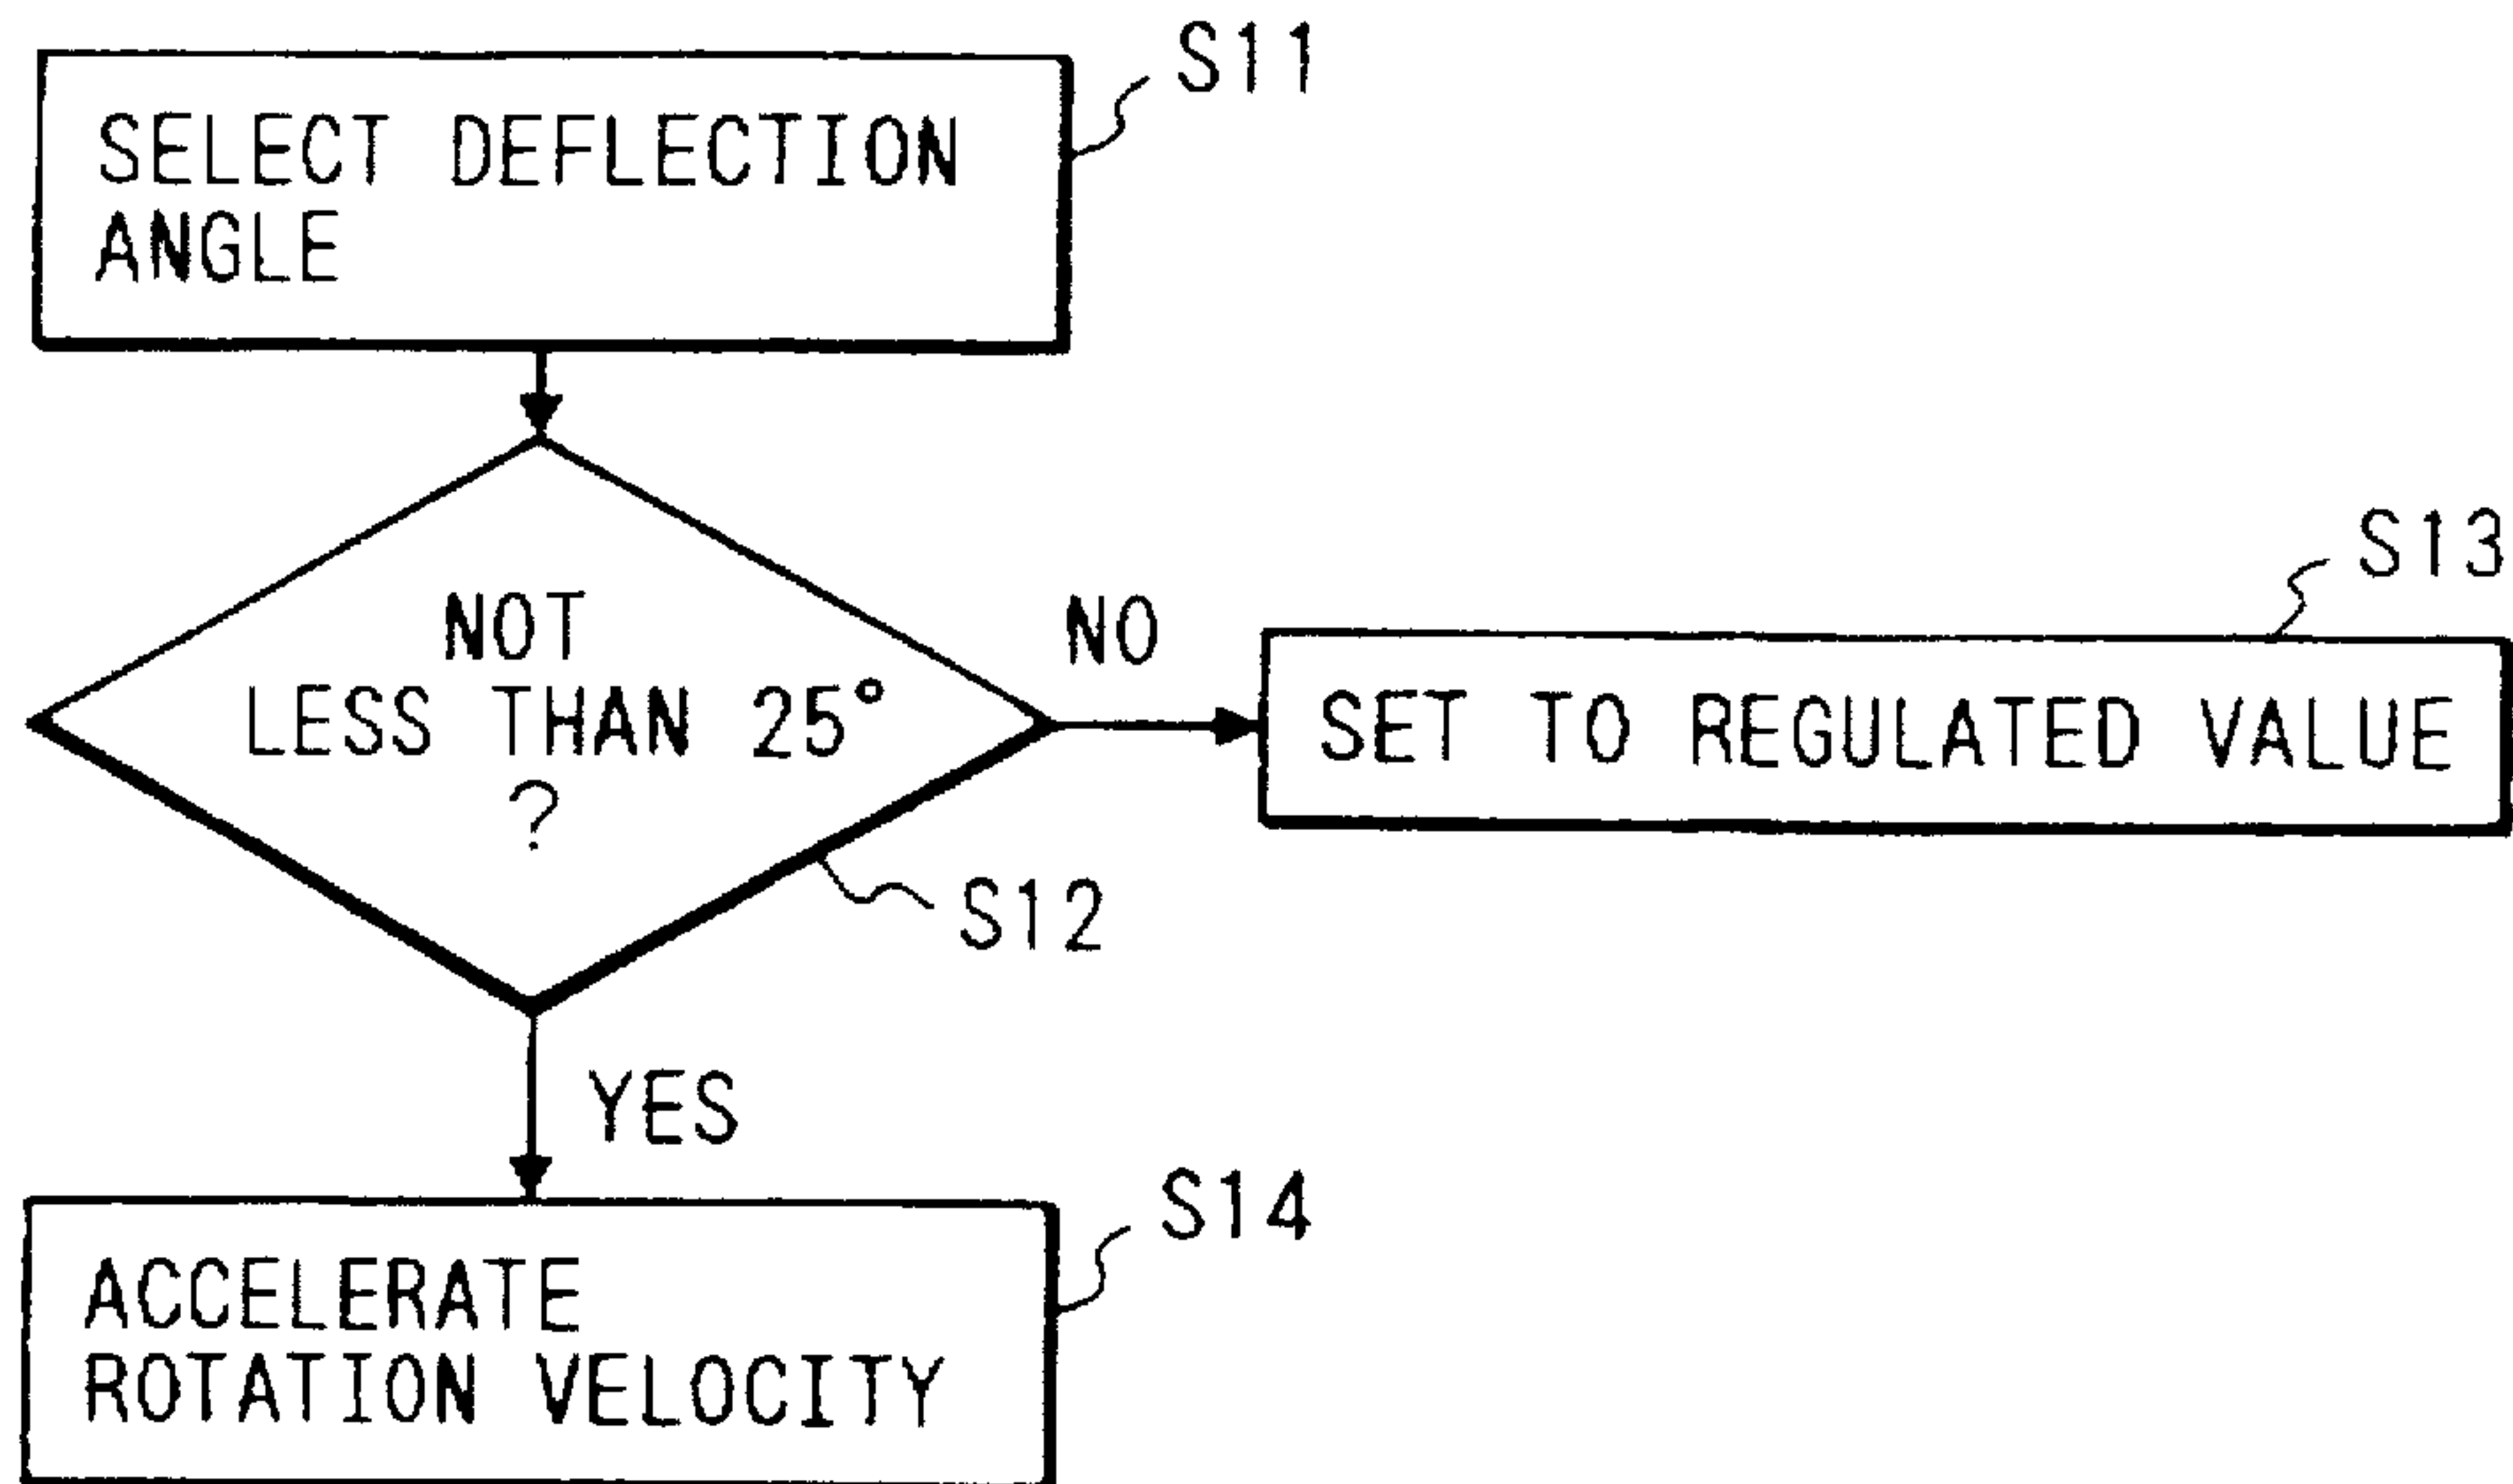 S11
SELECT DEFLECTION
ANGLE
NOT
LESS THAN 25°
?
NO
S13
SET TO REGULATED VALUE
S12
YES
S14
ACCELERATE
ROTATION VELOCITY